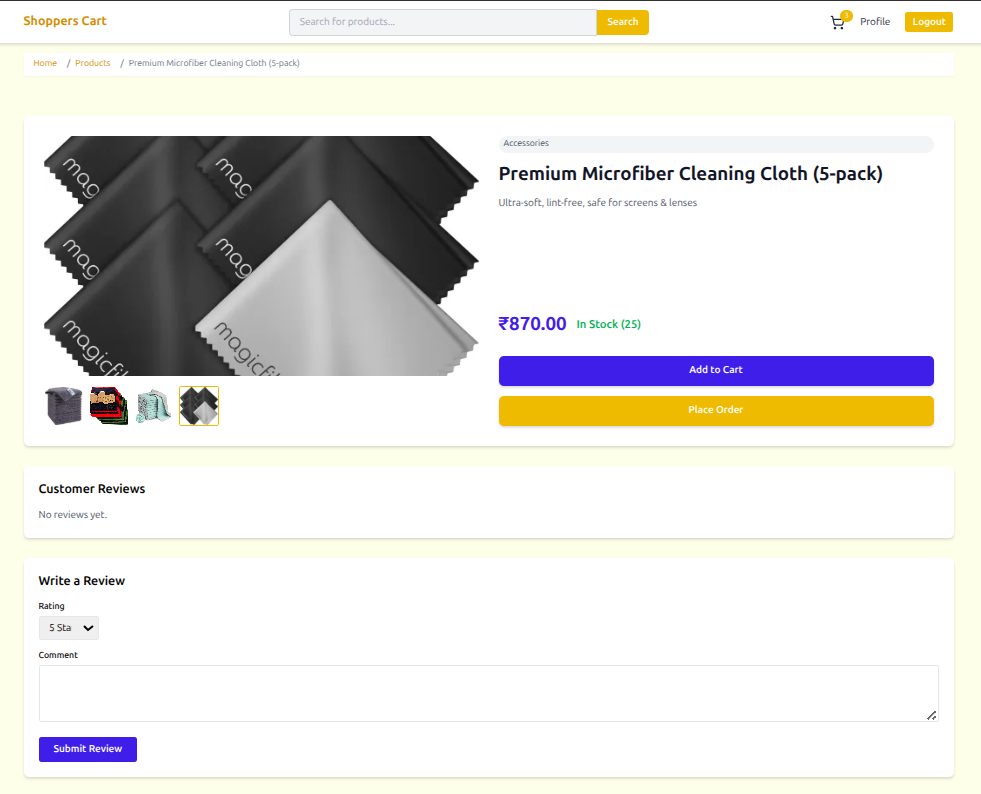 Shoppers Cart
Search for products...
Search
3
Profile
Logout
Home / Products / Premium Microfiber Cleaning Cloth (5-pack)
mag
mag
mag
mag
magicfi
magicfi
Accessories
Premium Microfiber Cleaning Cloth (5-pack)
Ultra-soft, lint-free, safe for screens & lenses
₹870.00 In Stock (25)
Add to Cart
Place Order
Customer Reviews
No reviews yet.
Write a Review
Rating
5 Sta
Comment
Submit Review